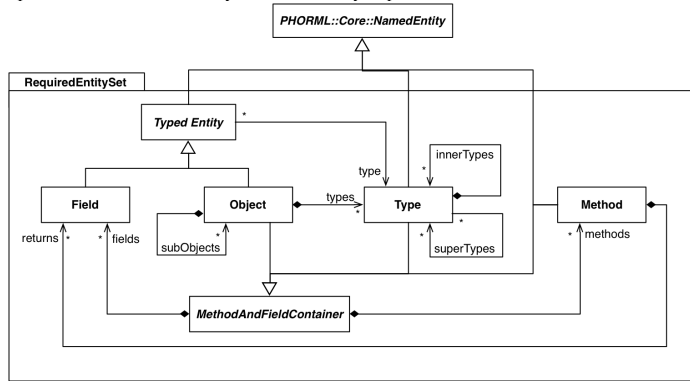 PHORML::Core::NamedEntity
RequiredEntitySet
Typed Entity
*
type
innerTypes
*
Field
Object
types
*
Type
Method
subObjects
*
*
*
superTypes
returns
*
*
fields
*
methods
MethodAndFieldContainer